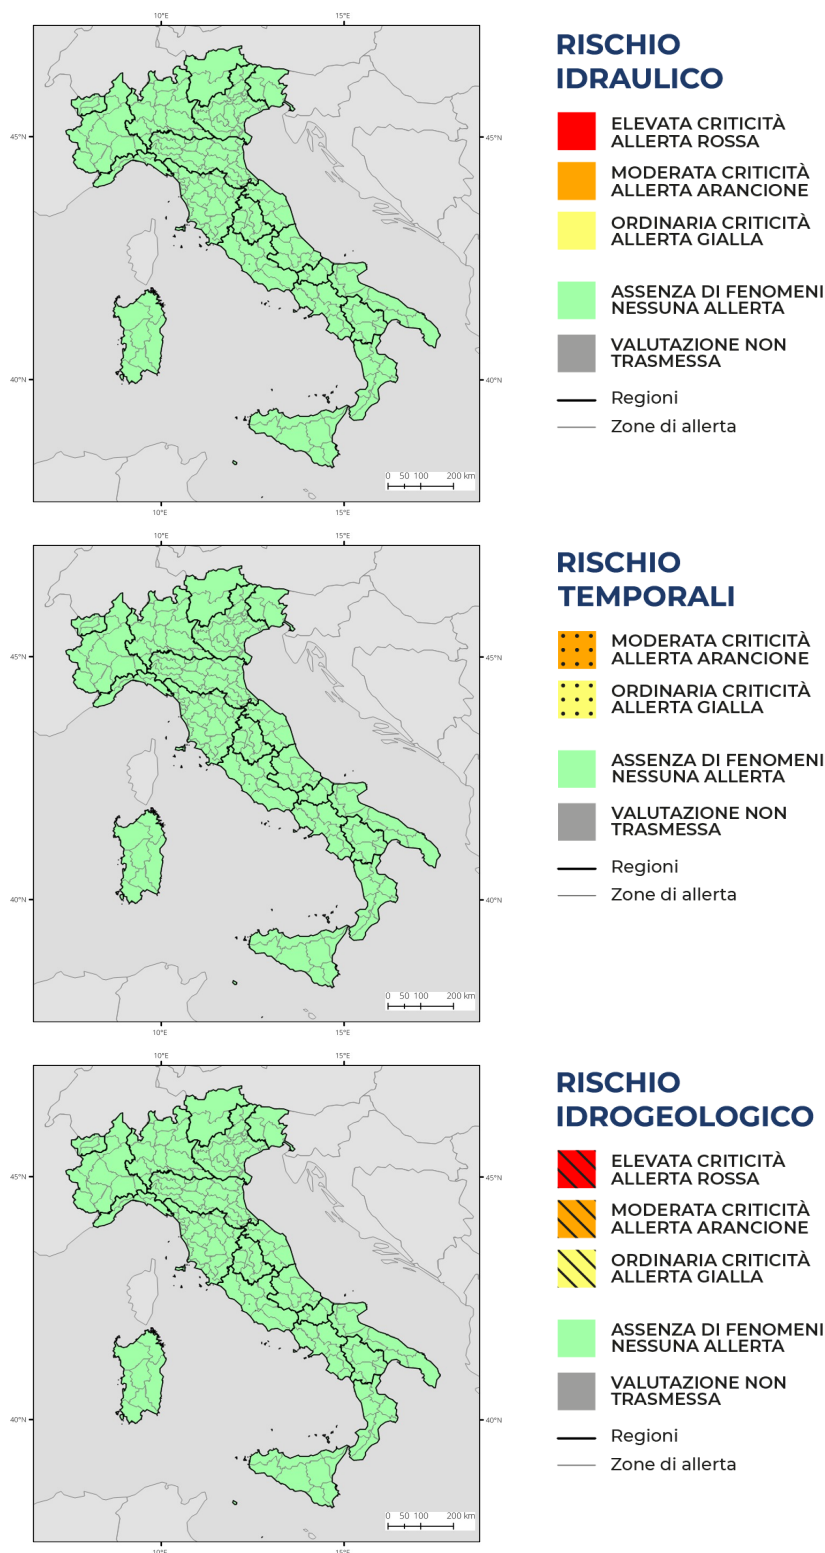 10°E 15°E
45°N 45°N
40°N 40°N
0 50 100 200 km
10°E 15°E
RISCHIO
IDRAULICO
ELEVATA CRITICITÀ
ALLERTA ROSSA
MODERATA CRITICITÀ
ALLERTA ARANCIONE
ORDINARIA CRITICITÀ
ALLERTA GIALLA
ASSENZA DI FENOMENI
NESSUNA ALLERTA
VALUTAZIONE NON
TRASMESSA
Regioni
Zone di allerta
10°E 15°E
45°N 45°N
40°N 40°N
0 50 100 200 km
10°E 15°E
RISCHIO
TEMPORALI
MODERATA CRITICITÀ
ALLERTA ARANCIONE
ORDINARIA CRITICITÀ
ALLERTA GIALLA
ASSENZA DI FENOMENI
NESSUNA ALLERTA
VALUTAZIONE NON
TRASMESSA
Regioni
Zone di allerta
10°E 15°E
45°N 45°N
40°N 40°N
0 50 100 200 km
10°E 15°E
RISCHIO
IDROGEOLOGICO
ELEVATA CRITICITÀ
ALLERTA ROSSA
MODERATA CRITICITÀ
ALLERTA ARANCIONE
ORDINARIA CRITICITÀ
ALLERTA GIALLA
ASSENZA DI FENOMENI
NESSUNA ALLERTA
VALUTAZIONE NON
TRASMESSA
Regioni
Zone di allerta